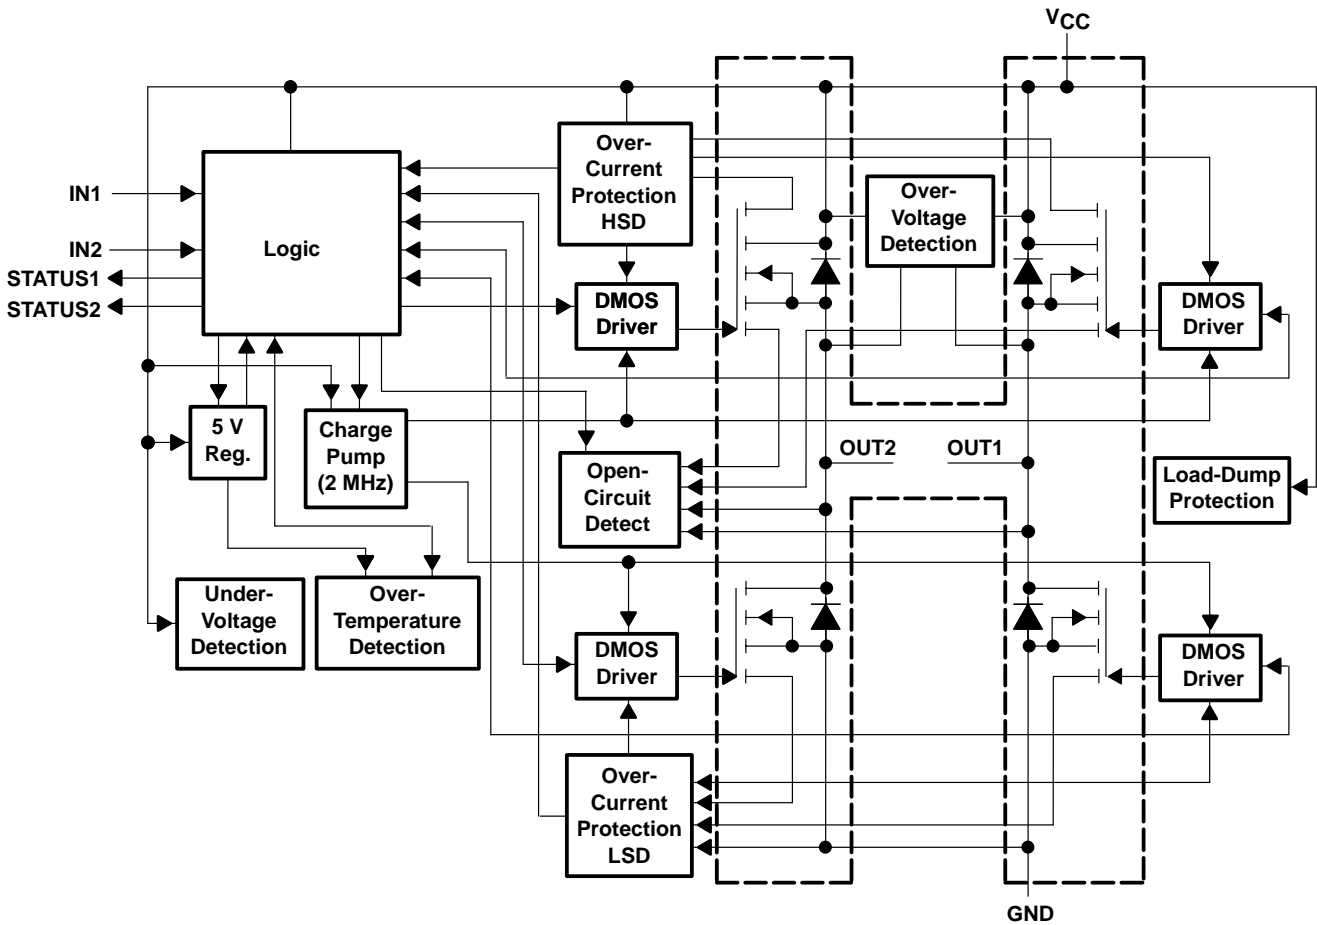 VCC
Over-
Current
Protection
HSD
IN1
IN2
STATUS1
STATUS2
Logic
Over-
Voltage
Detection
DMOS
Driver
DMOS
Driver
5 V
Reg.
Charge
Pump
(2 MHz)
OUT2
OUT1
Open-
Circuit
Detect
Load-Dump
Protection
Under-
Voltage
Detection
Over-
Temperature
Detection
DMOS
Driver
DMOS
Driver
Over-
Current
Protection
LSD
GND